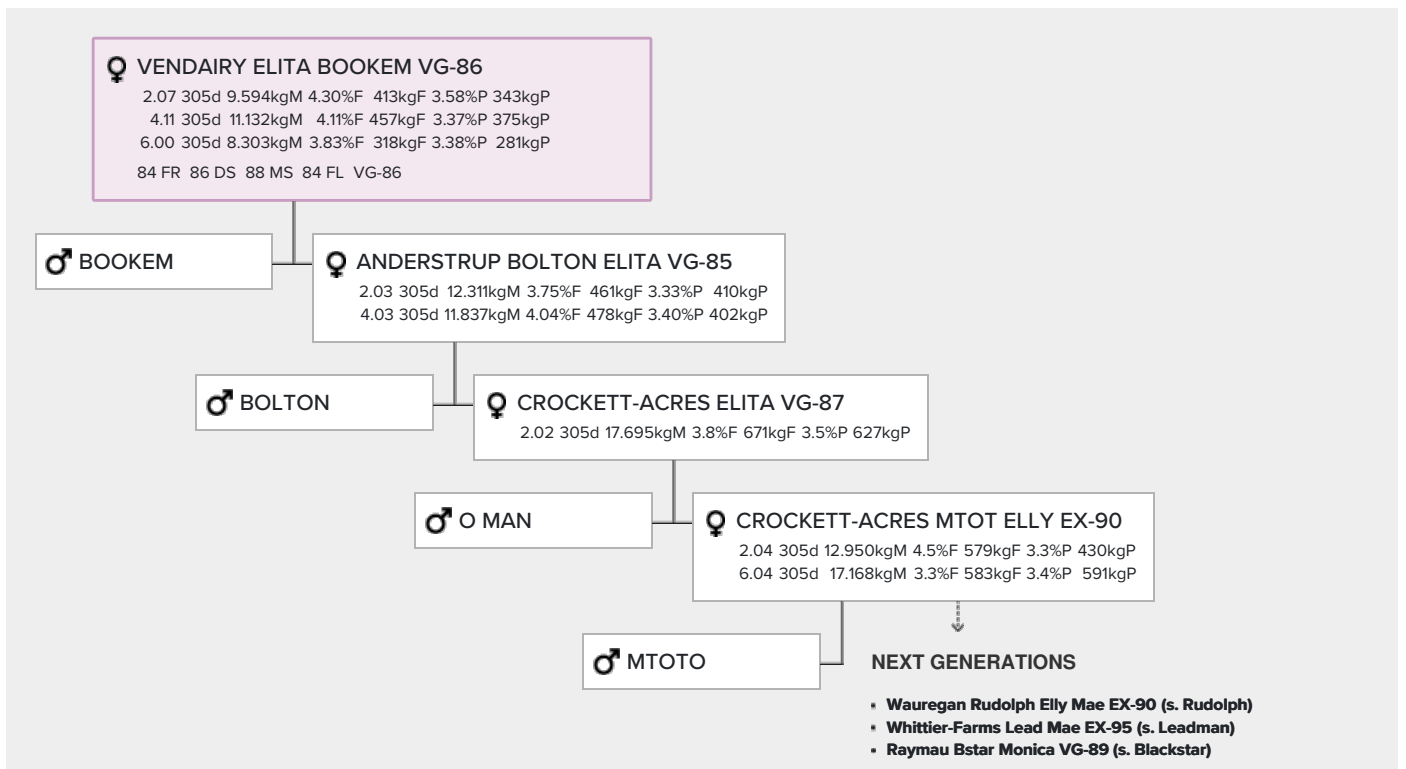 VENDAIRY ELITA BOOKEM VG-86
2.07 305d 9.594kgM 4.30%F 413kgF 3.58%P 343kgP
4.11 305d 11.132kgM 4.11%F 457kgF 3.37%P 375kgP
6.00 305d 8.303kgM 3.83%F 318kgF 3.38%P 281kgP
84 FR 86 DS 88 MS 84 FL VG-86
BOOKEM
ANDERSTRUP BOLTON ELITA VG-85
2.03 305d 12.311kgM 3.75%F 461kgF 3.33%P 410kgP
4.03 305d 11.837kgM 4.04%F 478kgF 3.40%P 402kgP
BOLTON
CROCKETT-ACRES ELITA VG-87
2.02 305d 17.695kgM 3.8%F 671kgF 3.5%P 627kgP
O MAN
CROCKETT-ACRES MTOT ELLY EX-90
2.04 305d 12.950kgM 4.5%F 579kgF 3.3%P 430kgP
6.04 305d 17.168kgM 3.3%F 583kgF 3.4%P 591kgP
MTOTO
NEXT GENERATIONS
▪ Wauregan Rudolph Elly Mae EX-90 (s. Rudolph)
▪ Whittier-Farms Lead Mae EX-95 (s. Leadman)
▪ Raymau Bstar Monica VG-89 (s. Blackstar)